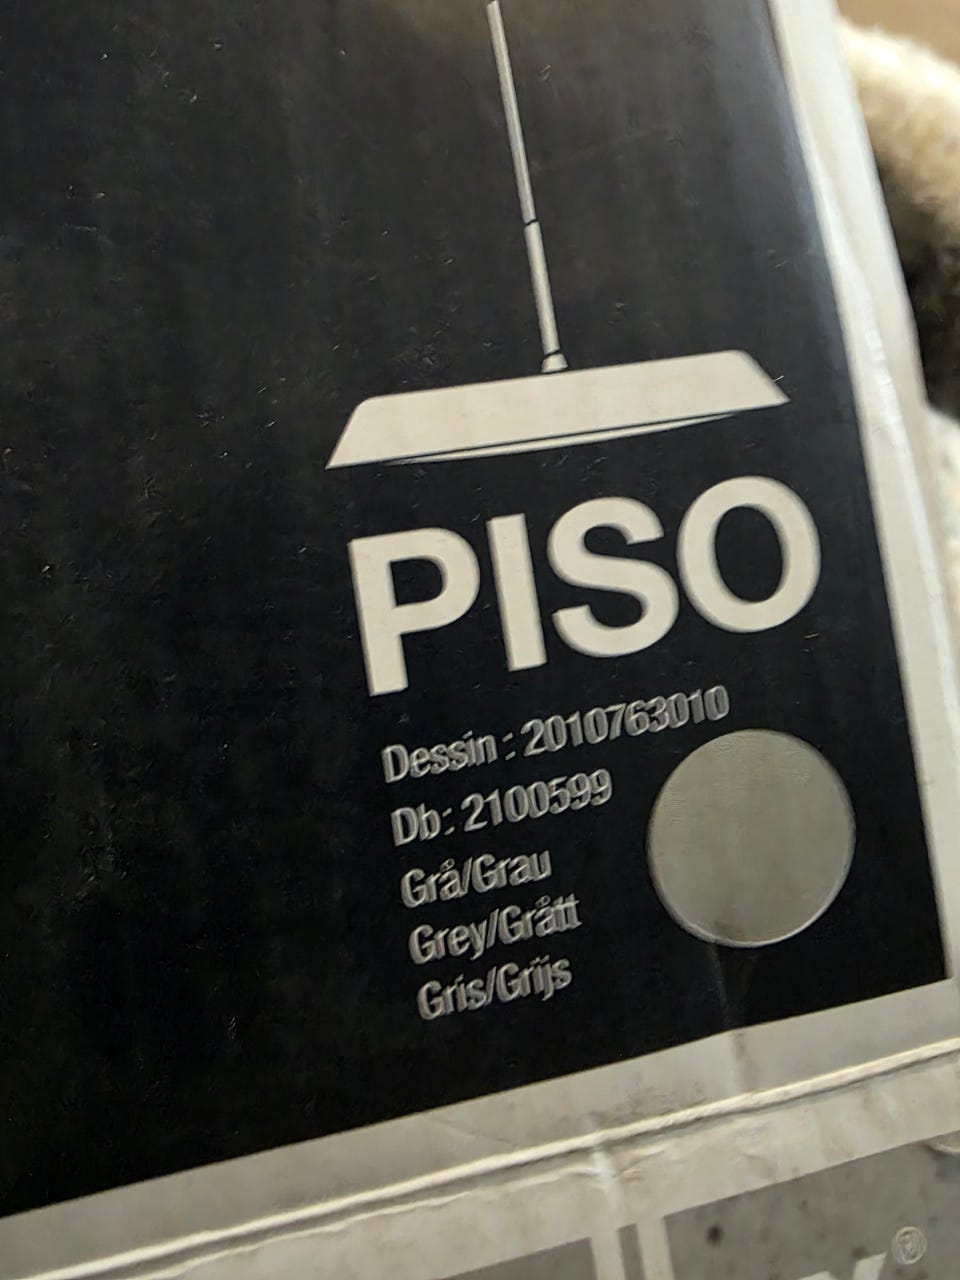 PISO
Dessin : 2010763010
Db : 2100599
Grå/Grau
Grey/Grått
Gris/Grijs
®